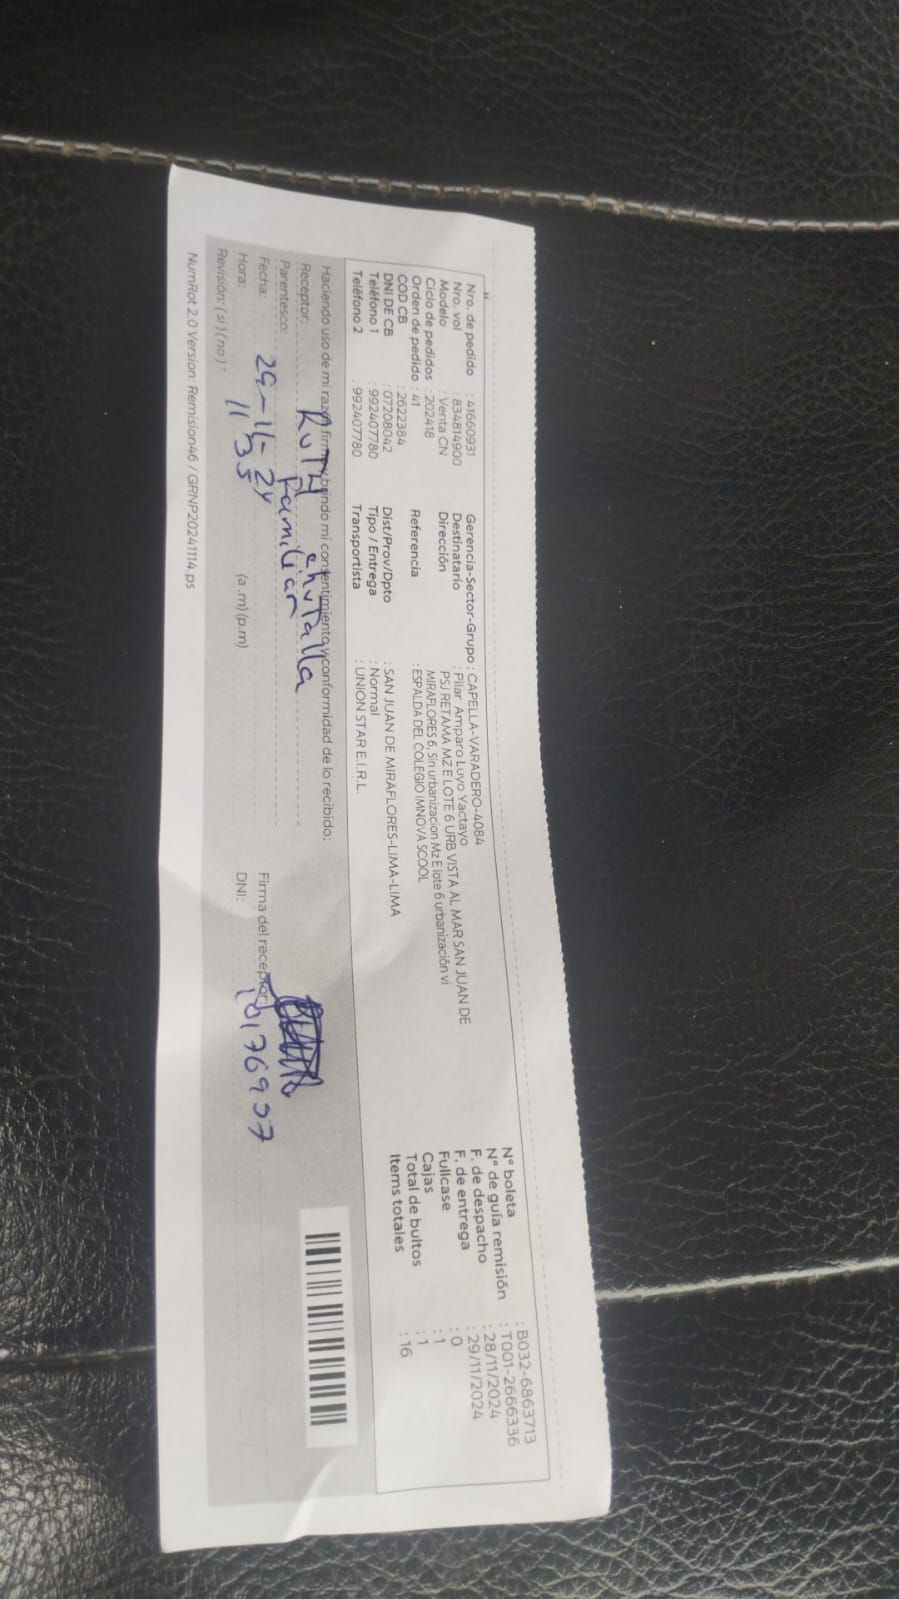 Nro. de pedido : 41660931
Nro. vol : 834814900
Modelo : Venta CN
Ciclo de pedidos : 202418
Orden de pedido : 41
COD CB : 2622384
DNI DE CB : 07208042
Teléfono 1 : 992407780
Teléfono 2 : 992407780
Gerencia-Sector-Grupo : CAPELLA-VARADERO-4084
Destinatario : Pilar Amparo Luyo Yactayo
Dirección PSJ RETAMA MZ E LOTE 6 URB VISTA AL MAR SAN JUAN DE
MIRAFLORES 6, Sin urbanizacion Mz E lote 6 urbanización vi
Referencia : ESPALDA DEL COLEGIO IMNOVA SCOOL
Dist/Prov/Dpto : SAN JUAN DE MIRAFLORES-LIMA-LIMA
Tipo / Entrega : Normal
Transportista : UNION STAR E.I.R.L.
N° boleta : B032-6863713
N° de guía remisión : T001-2666336
F. de despacho : 28/11/2024
F. de entrega : 29/11/2024
Fullcase : 0
Cajas : 1
Total de bultos : 1
Items totales : 16
Haciendo uso de mi razón firmo y brindo mi consentimiento y conformidad de lo recibido:
Receptor: RUTH
Parentesco: Familiar
Fecha: 29-11-24
Hora: 11 35 (a.m)(p.m)
Revisión: ( si ) ( no )
Firma del receptor:
DNI: 10176997
NumRot 2.0 Version Remision46 / GRNP20241114.ps